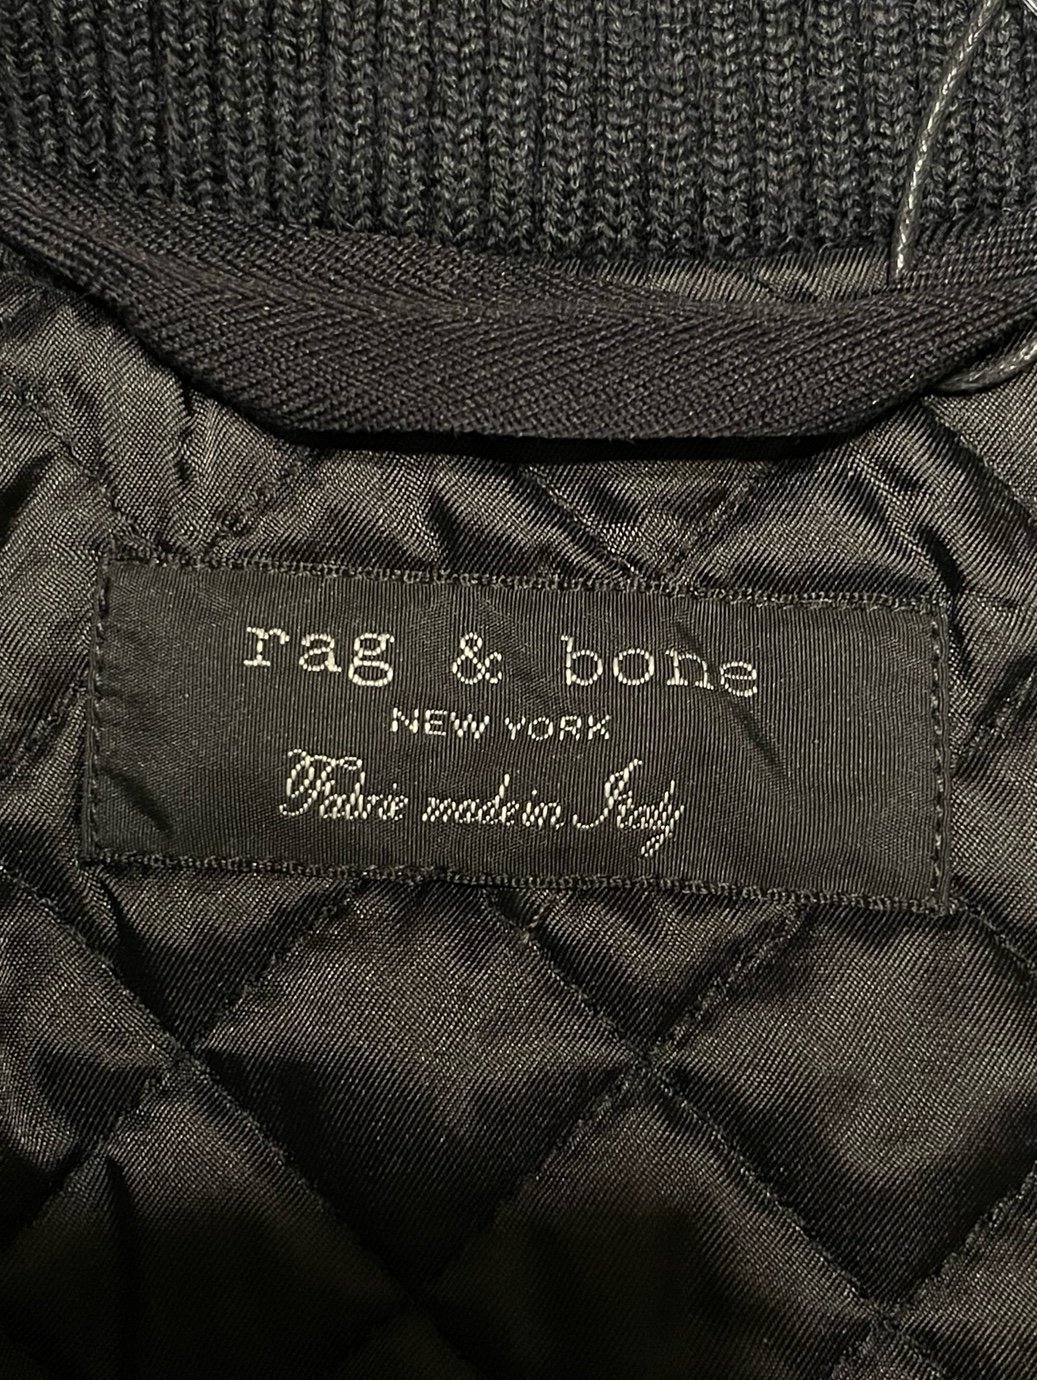 rag & bone
NEW YORK
Fabric made in Italy